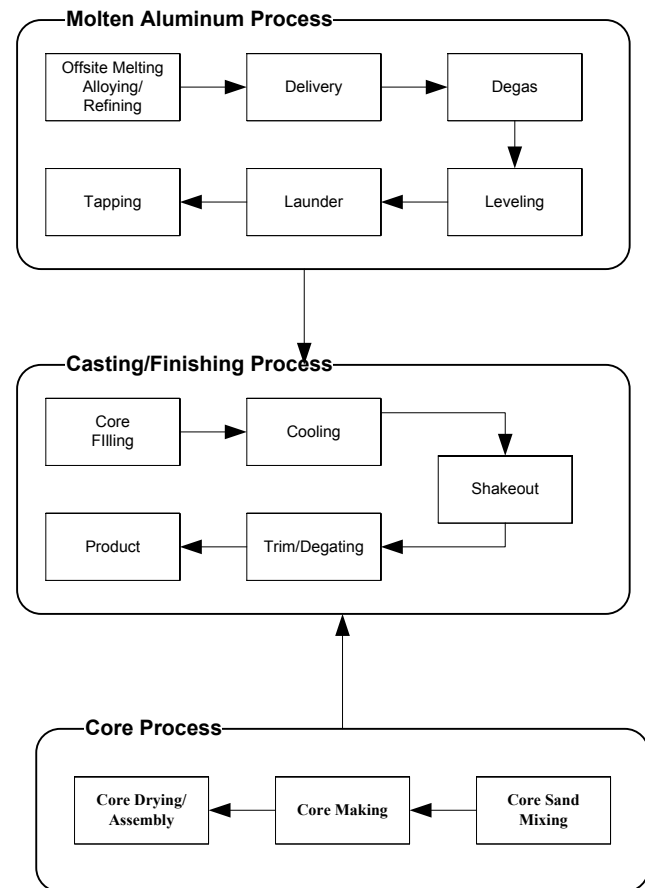 Molten Aluminum Process
Offsite Melting
Alloying/
Refining
Delivery
Degas
Tapping
Launder
Leveling
Casting/Finishing Process
Core
FIlling
Cooling
Shakeout
Product
Trim/Degating
Core Process
Core Drying/
Assembly
Core Making
Core Sand
Mixing